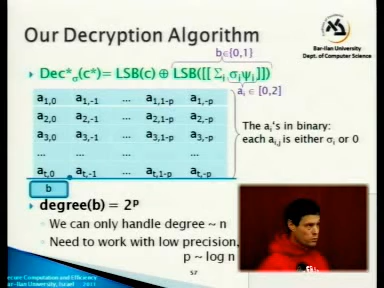 Our Decryption Algorithm
Bar-Ilan University
Dept. of Computer Science
b∈{0,1}
Dec*σ(c*)= LSB(c) ⊕ LSB([[ Σᵢ σᵢψᵢ ]])
aᵢ ∈ [0,2]
a1,0 a1,-1 ... a1,1-p a1,-p
a2,0 a2,-1 ... a2,1-p a2,-p
a3,0 a3,-1 ... a3,1-p a3,-p
... ... ... ...
at,0 at,-1 ... at,1-p at,-p
The aᵢ's in binary:
each ai,j is either σᵢ or 0
b
degree(b) = 2ᵖ
We can only handle degree ~ n
Need to work with low precision,
p ~ log n
Computation and Efficiency
Bar-Ilan University, Israel 2011